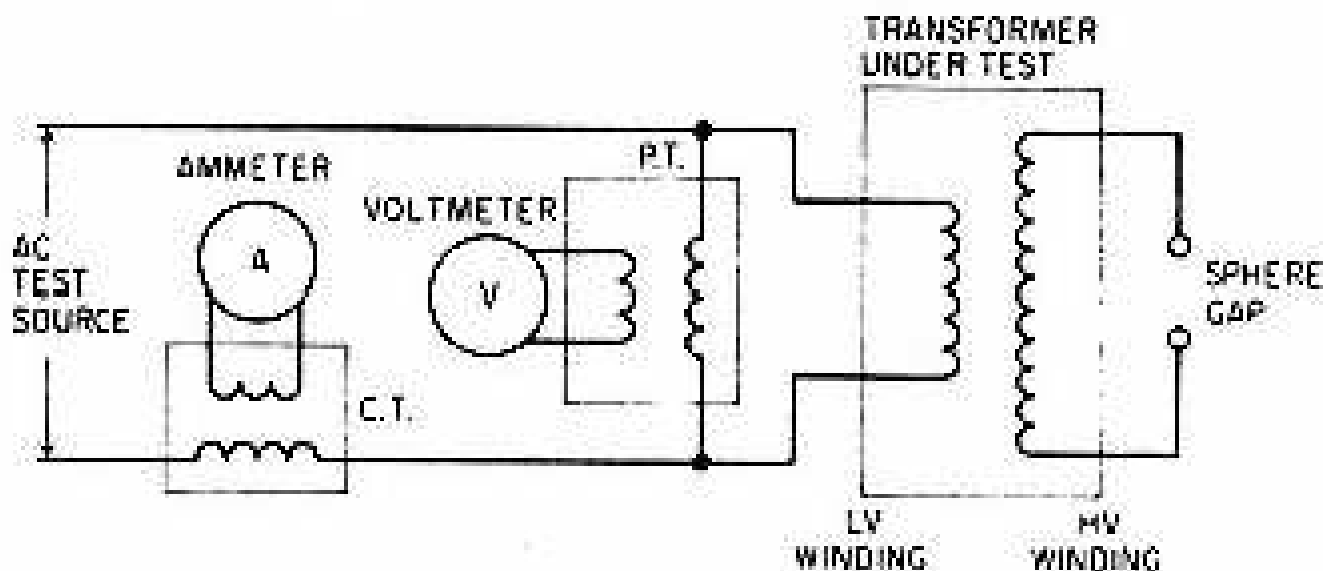 TRANSFORMER
UNDER TEST
P.T.
AMMETER
VOLTMETER
A
V
AC
TEST
SOURCE
SPHERE
GAP
C.T.
LV
WINDING
HV
WINDING